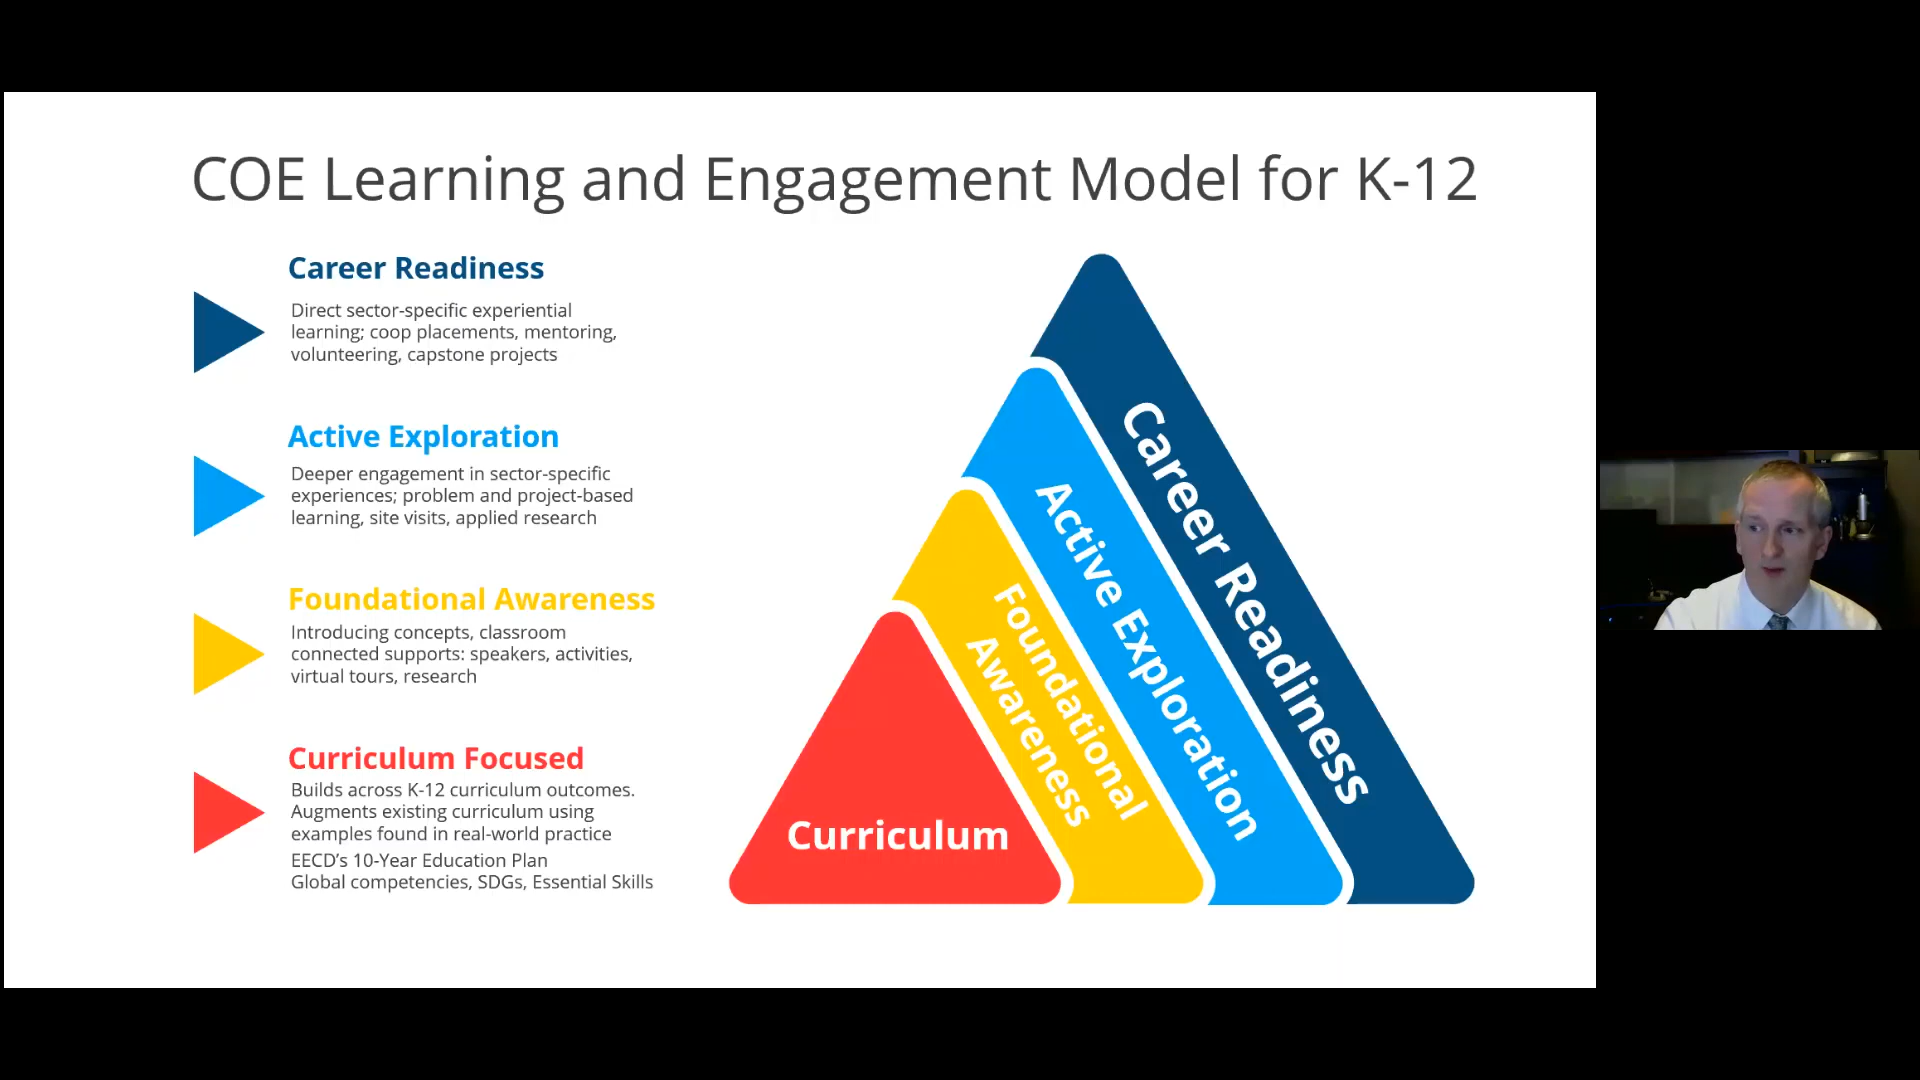 COE Learning and Engagement Model for K-12
Career Readiness
Direct sector-specific experiential
learning; coop placements, mentoring,
volunteering, capstone projects
Active Exploration
Deeper engagement in sector-specific
experiences; problem and project-based
learning, site visits, applied research
Foundational Awareness
Introducing concepts, classroom
connected supports: speakers, activities,
virtual tours, research
Curriculum Focused
Builds across K-12 curriculum outcomes.
Augments existing curriculum using
examples found in real-world practice
EECD’s 10-Year Education Plan
Global competencies, SDGs, Essential Skills
Curriculum
Foundational
Awareness
Active Exploration
Career Readiness